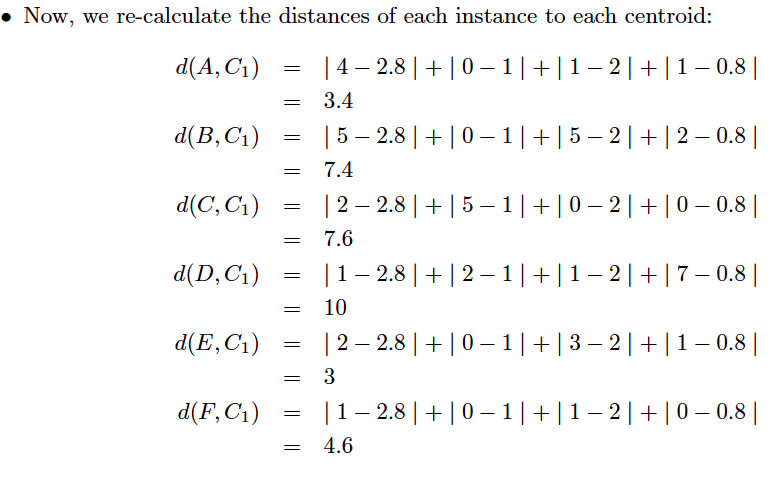 • Now, we re-calculate the distances of each instance to each centroid:
d(A, C₁) = | 4 − 2.8 | + | 0 − 1 | + | 1 − 2 | + | 1 − 0.8 |
= 3.4
d(B, C₁) = | 5 − 2.8 | + | 0 − 1 | + | 5 − 2 | + | 2 − 0.8 |
= 7.4
d(C, C₁) = | 2 − 2.8 | + | 5 − 1 | + | 0 − 2 | + | 0 − 0.8 |
= 7.6
d(D, C₁) = | 1 − 2.8 | + | 2 − 1 | + | 1 − 2 | + | 7 − 0.8 |
= 10
d(E, C₁) = | 2 − 2.8 | + | 0 − 1 | + | 3 − 2 | + | 1 − 0.8 |
= 3
d(F, C₁) = | 1 − 2.8 | + | 0 − 1 | + | 1 − 2 | + | 0 − 0.8 |
= 4.6